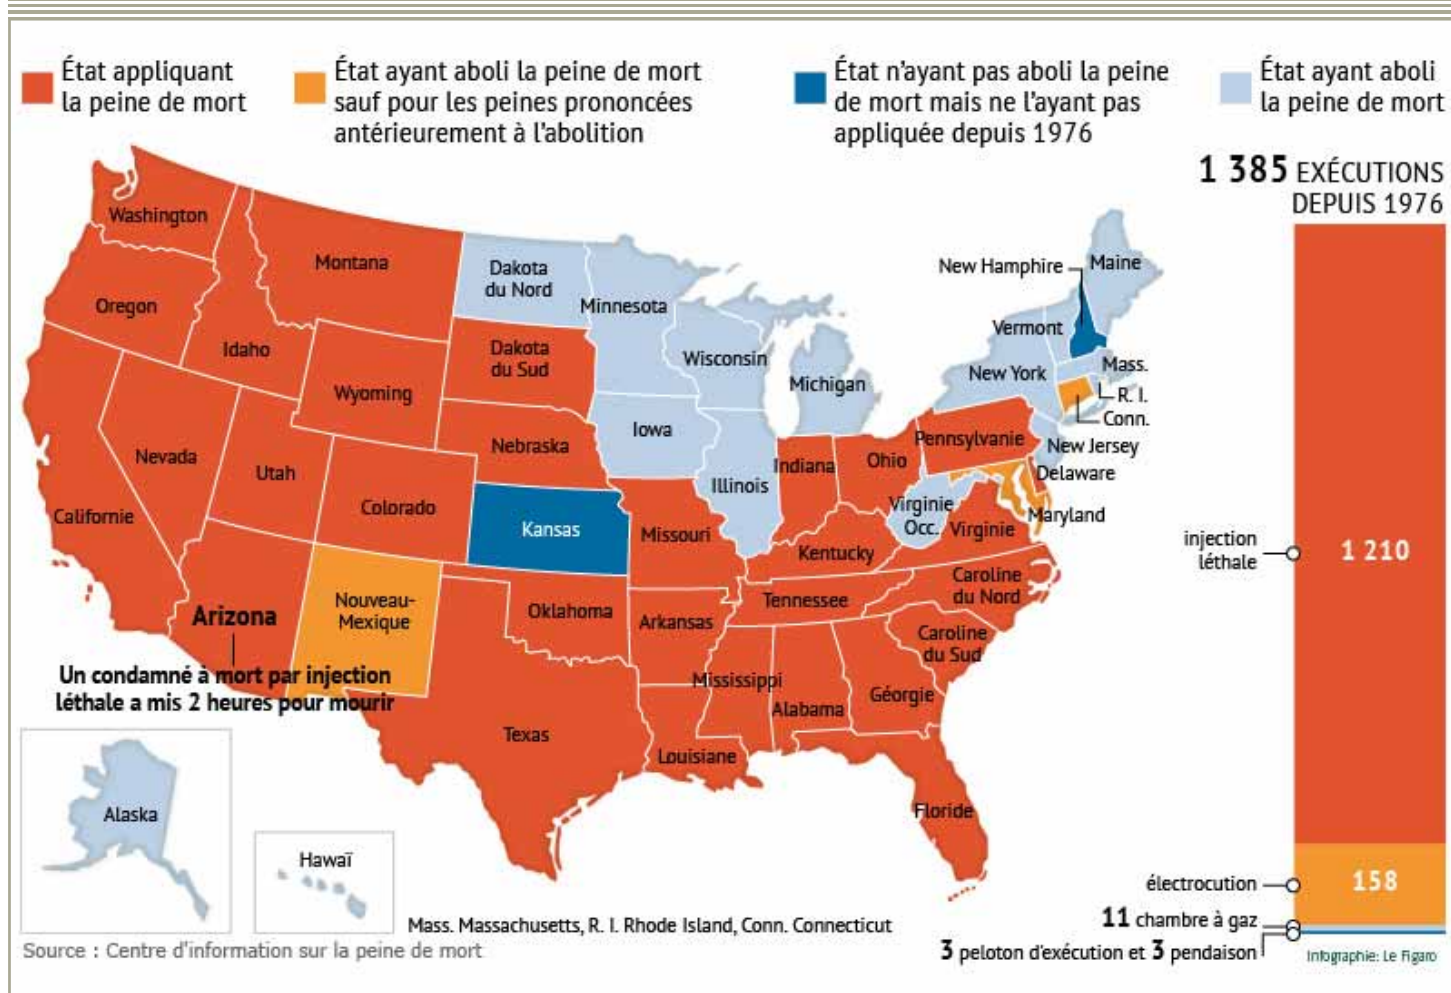 État appliquant
la peine de mort
État ayant aboli la peine de mort
sauf pour les peines prononcées
antérieurement à l'abolition
État n'ayant pas aboli la peine
de mort mais ne l'ayant pas
appliquée depuis 1976
État ayant aboli
la peine de mort
1 385 EXÉCUTIONS
DEPUIS 1976
Washington
Oregon
Montana
Idaho
Wyoming
Nevada
Utah
Californie
Colorado
Arizona
Un condamné à mort par injection
léthale a mis 2 heures pour mourir
Nouveau-
Mexique
Dakota
du Nord
Dakota
du Sud
Nebraska
Kansas
Oklahoma
Texas
Minnesota
Iowa
Missouri
Arkansas
Louisiane
Wisconsin
Illinois
Michigan
Indiana
Ohio
Kentucky
Tennessee
Mississippi
Alabama
Géorgie
Floride
Caroline
du Sud
Caroline
du Nord
Virginie
Virginie
Occ.
Maryland
Delaware
New Jersey
Pennsylvanie
New York
Conn.
R. I.
Mass.
Vermont
New Hamphire
Maine
Alaska
Hawaï
injection
léthale
1 210
électrocution
158
11 chambre à gaz
3 peloton d'exécution et 3 pendaison
Mass. Massachusetts, R. I. Rhode Island, Conn. Connecticut
Source : Centre d'information sur la peine de mort
Infographie: Le Figaro